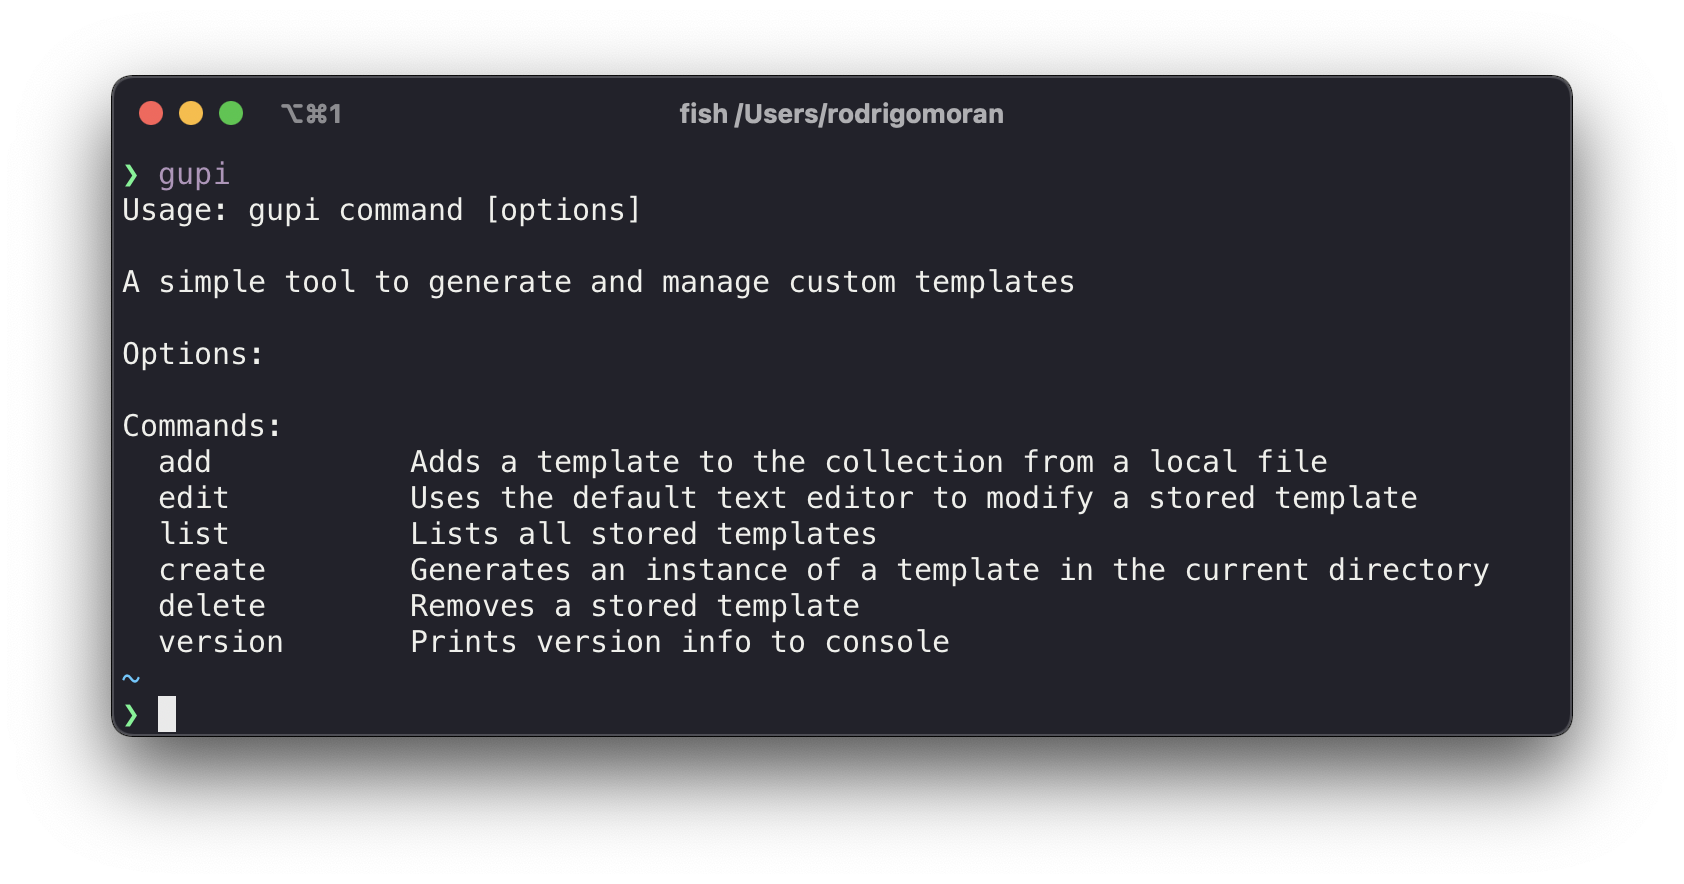 ⌥⌘1 fish /Users/rodrigomoran
❯ gupi
Usage: gupi command [options]
A simple tool to generate and manage custom templates
Options:
Commands:
add Adds a template to the collection from a local file
edit Uses the default text editor to modify a stored template
list Lists all stored templates
create Generates an instance of a template in the current directory
delete Removes a stored template
version Prints version info to console
~
❯